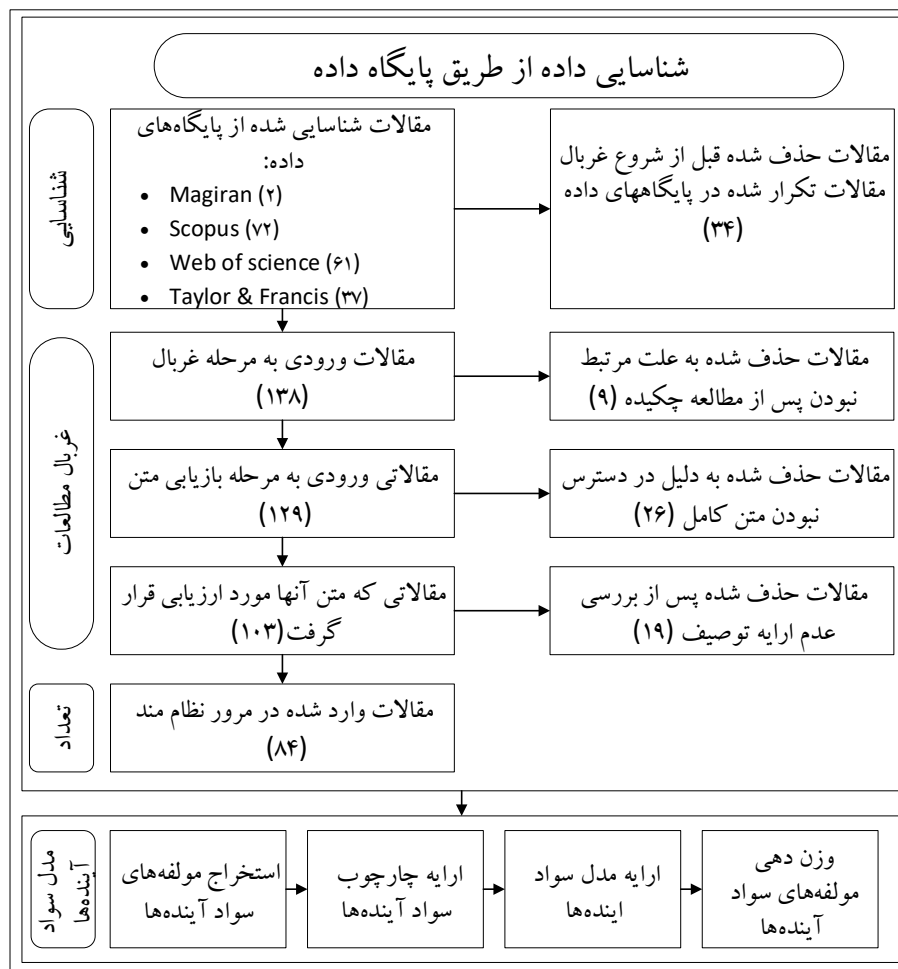 شناسایی داده از طریق پایگاه داده
شناسایی
مقالات شناسایی شده از پایگاه‌های
داده:
• Magiran (۲)
• Scopus (۷۲)
• Web of science (۶۱)
• Taylor & Francis (۳۷)
مقالات حذف شده قبل از شروع غربال
مقالات تکرار شده در پایگاههای داده
(۳۴)
غربال مطالعات
مقالات ورودی به مرحله غربال
(۱۳۸)
مقالات حذف شده به علت مرتبط
نبودن پس از مطالعه چکیده (۹)
مقالاتی ورودی به مرحله بازیابی متن
(۱۲۹)
مقالات حذف شده به دلیل در دسترس
نبودن متن کامل (۲۶)
مقالاتی که متن آنها مورد ارزیابی قرار
گرفت(۱۰۳)
مقالات حذف شده پس از بررسی
عدم ارایه توصیف (۱۹)
تعداد
مقالات وارد شده در مرور نظام مند
(۸۴)
مدل سواد
آینده‌ها
استخراج مولفه‌های
سواد آینده‌ها
ارایه چارچوب
سواد آینده‌ها
ارایه مدل سواد
اینده‌ها
وزن دهی
مولفه‌های سواد
آینده‌ها